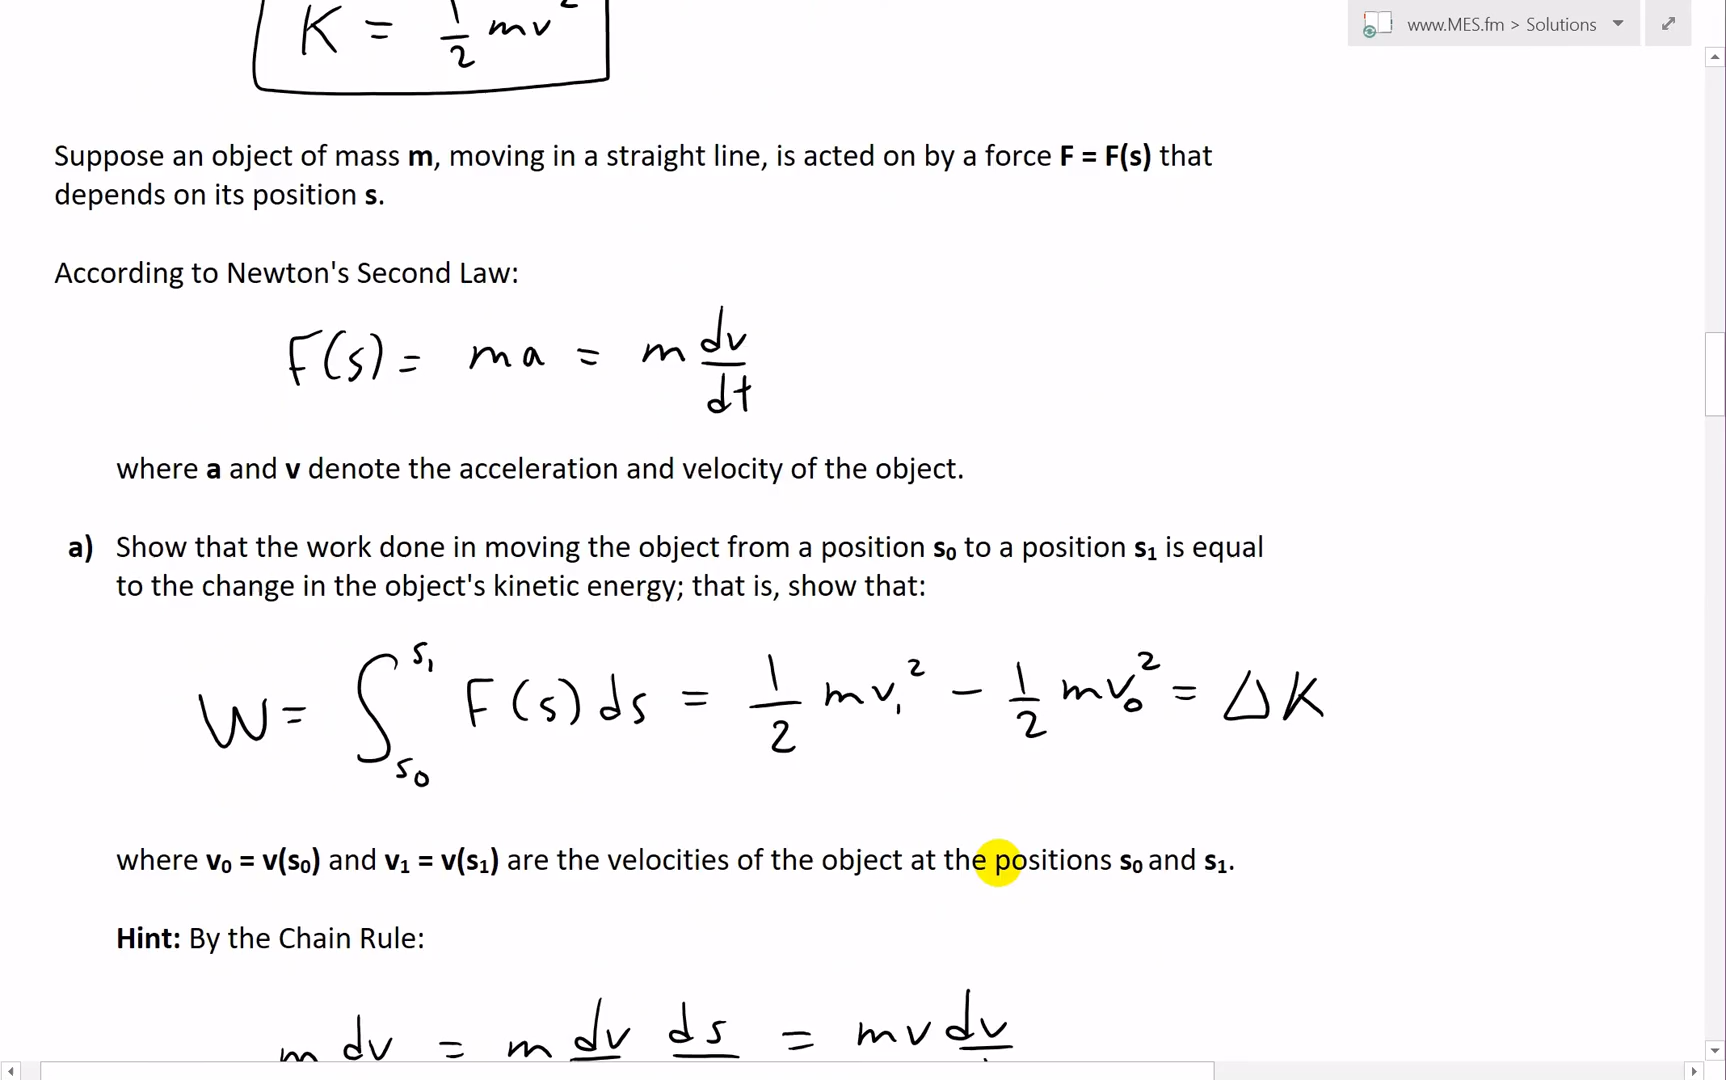 K = 1/2 mv²
www.MES.fm > Solutions
Suppose an object of mass m, moving in a straight line, is acted on by a force F = F(s) that
depends on its position s.
According to Newton's Second Law:
F(s) = ma = m dv/dt
where a and v denote the acceleration and velocity of the object.
a) Show that the work done in moving the object from a position s₀ to a position s₁ is equal
to the change in the object's kinetic energy; that is, show that:
W = ∫_{s₀}^{s₁} F(s) ds = 1/2 mv₁² − 1/2 mv₀² = ΔK
where v₀ = v(s₀) and v₁ = v(s₁) are the velocities of the object at the positions s₀ and s₁.
Hint: By the Chain Rule:
m dv = m dv ds = mv dv